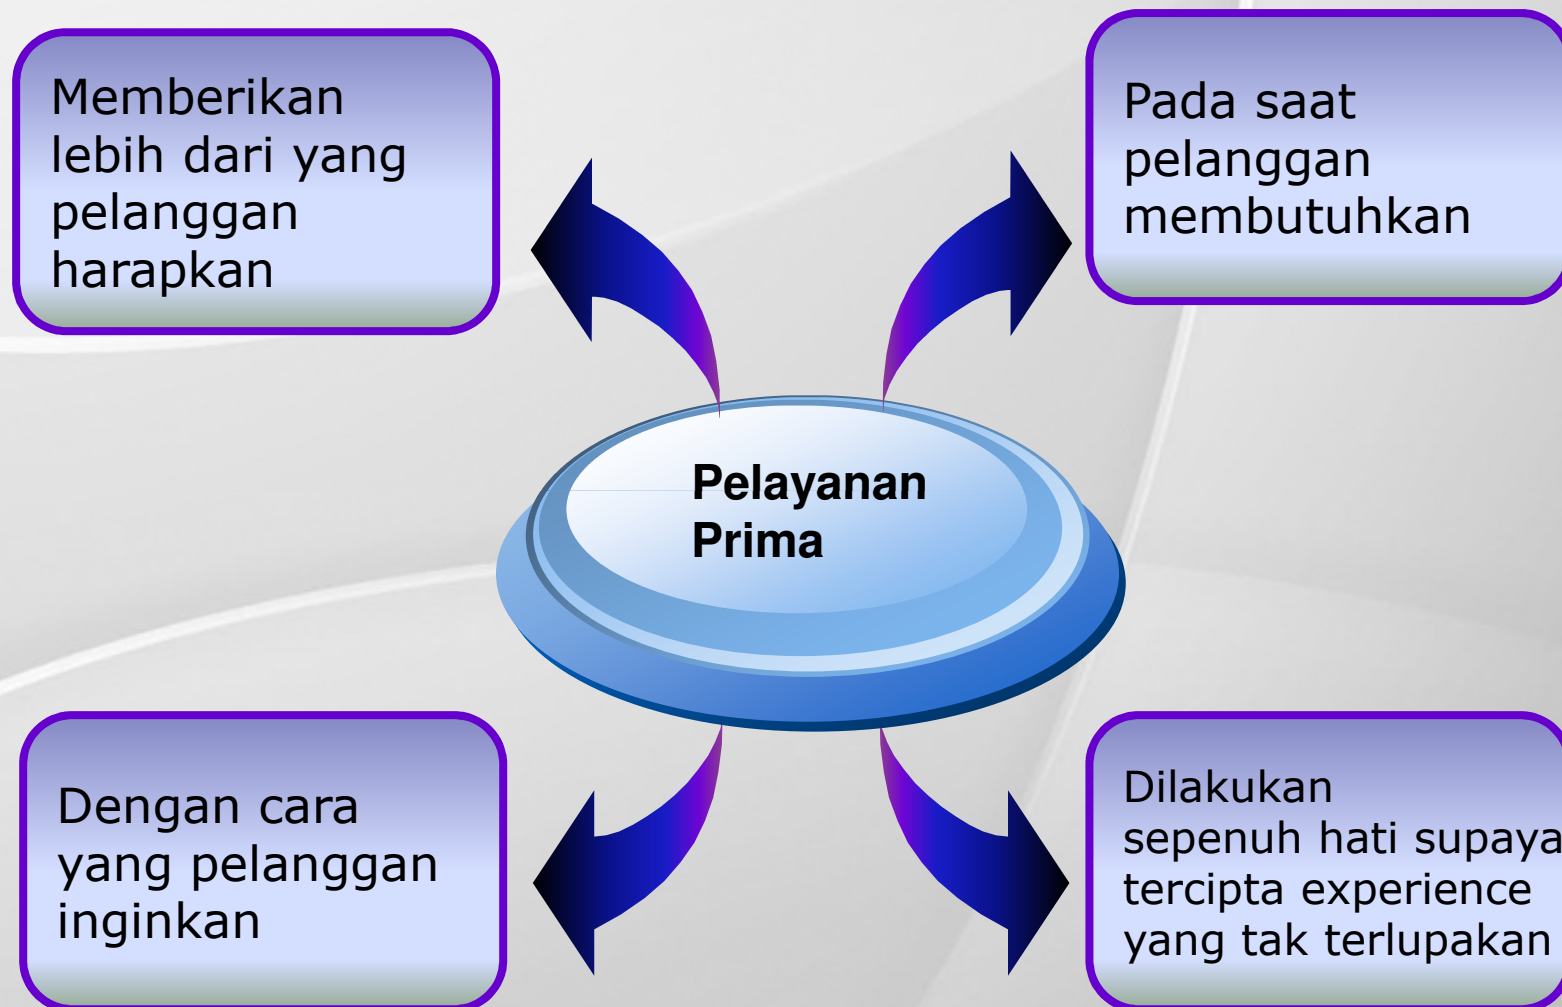 Memberikan
lebih dari yang
pelanggan
harapkan
Pada saat
pelanggan
membutuhkan
Pelayanan
Prima
Dengan cara
yang pelanggan
inginkan
Dilakukan
sepenuh hati supaya
tercipta experience
yang tak terlupakan